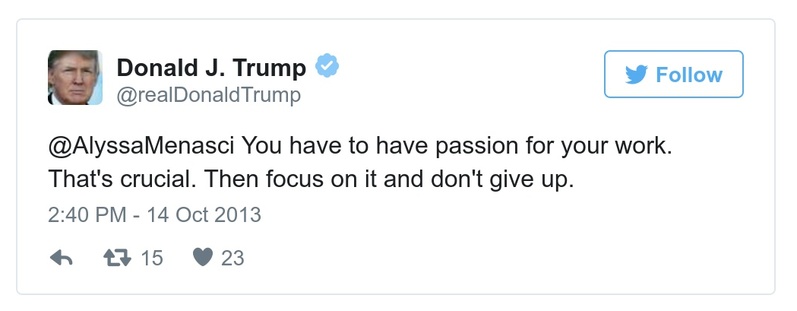 Donald J. Trump
@realDonaldTrump
Follow
@AlyssaMenasci You have to have passion for your work.
That's crucial. Then focus on it and don't give up.
2:40 PM - 14 Oct 2013
15 23